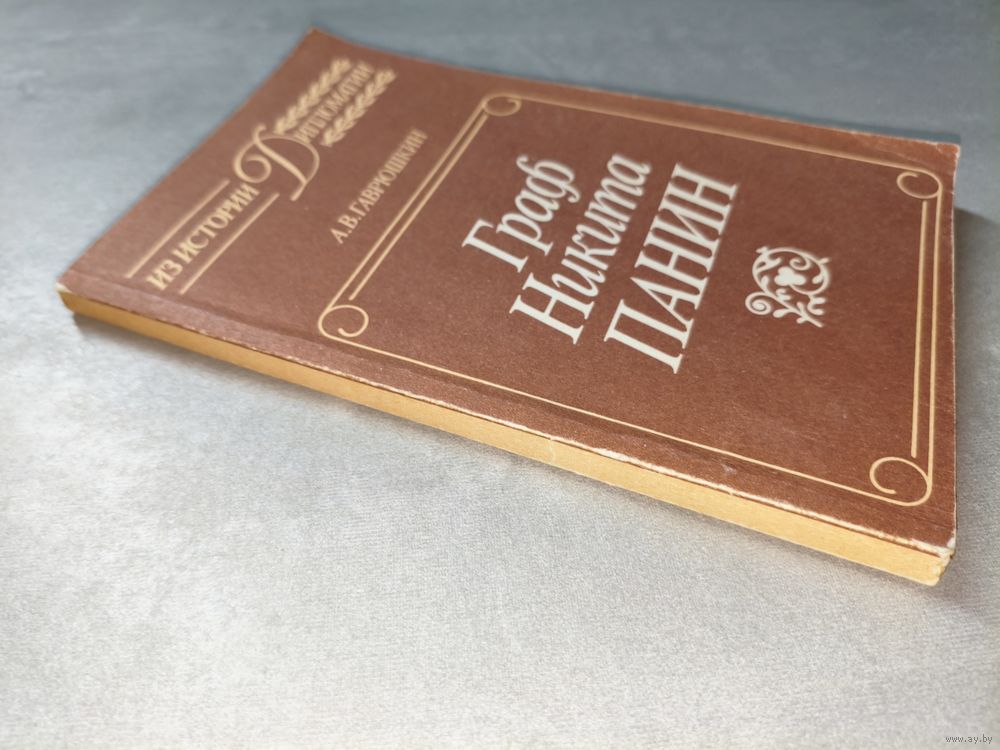 ИЗ ИСТОРИИ
Дипломатии
А.В.ГАВРЮШКИН
Граф
Никита
ПАНИН
www.ay.by